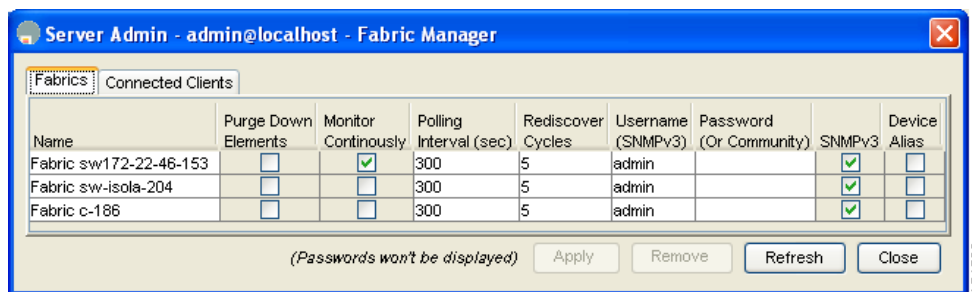 Server Admin - admin@localhost - Fabric Manager
Fabrics Connected Clients
Name Purge Down Elements Monitor Continously Polling Interval (sec) Rediscover Cycles Username (SNMPv3) Password (Or Community) SNMPv3 Device Alias
Fabric sw172-22-46-153 300 5 admin
Fabric sw-isola-204 300 5 admin
Fabric c-186 300 5 admin
(Passwords won't be displayed) Apply Remove Refresh Close